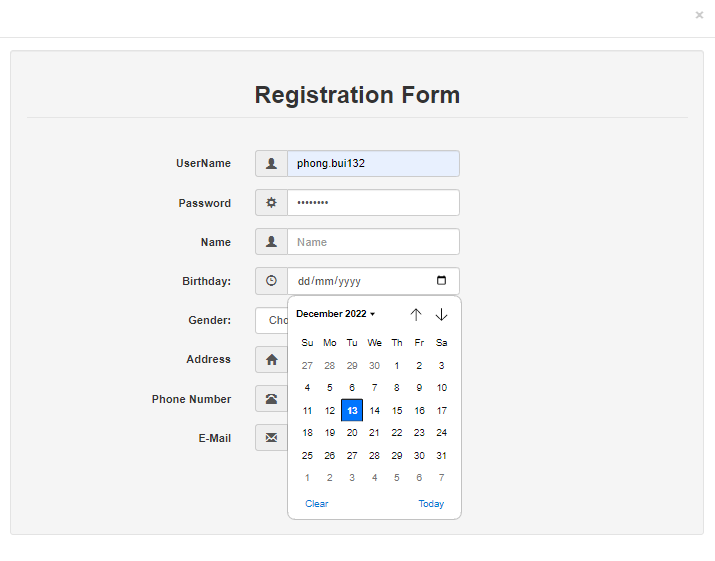 ×
Registration Form
UserName phong.bui132
Password ••••••••
Name Name
Birthday: dd/mm/yyyy
December 2022
Gender: Cho
Su Mo Tu We Th Fr Sa
27 28 29 30 1 2 3
Address
4 5 6 7 8 9 10
Phone Number
11 12 13 14 15 16 17
E-Mail
18 19 20 21 22 23 24
25 26 27 28 29 30 31
1 2 3 4 5 6 7
Clear Today